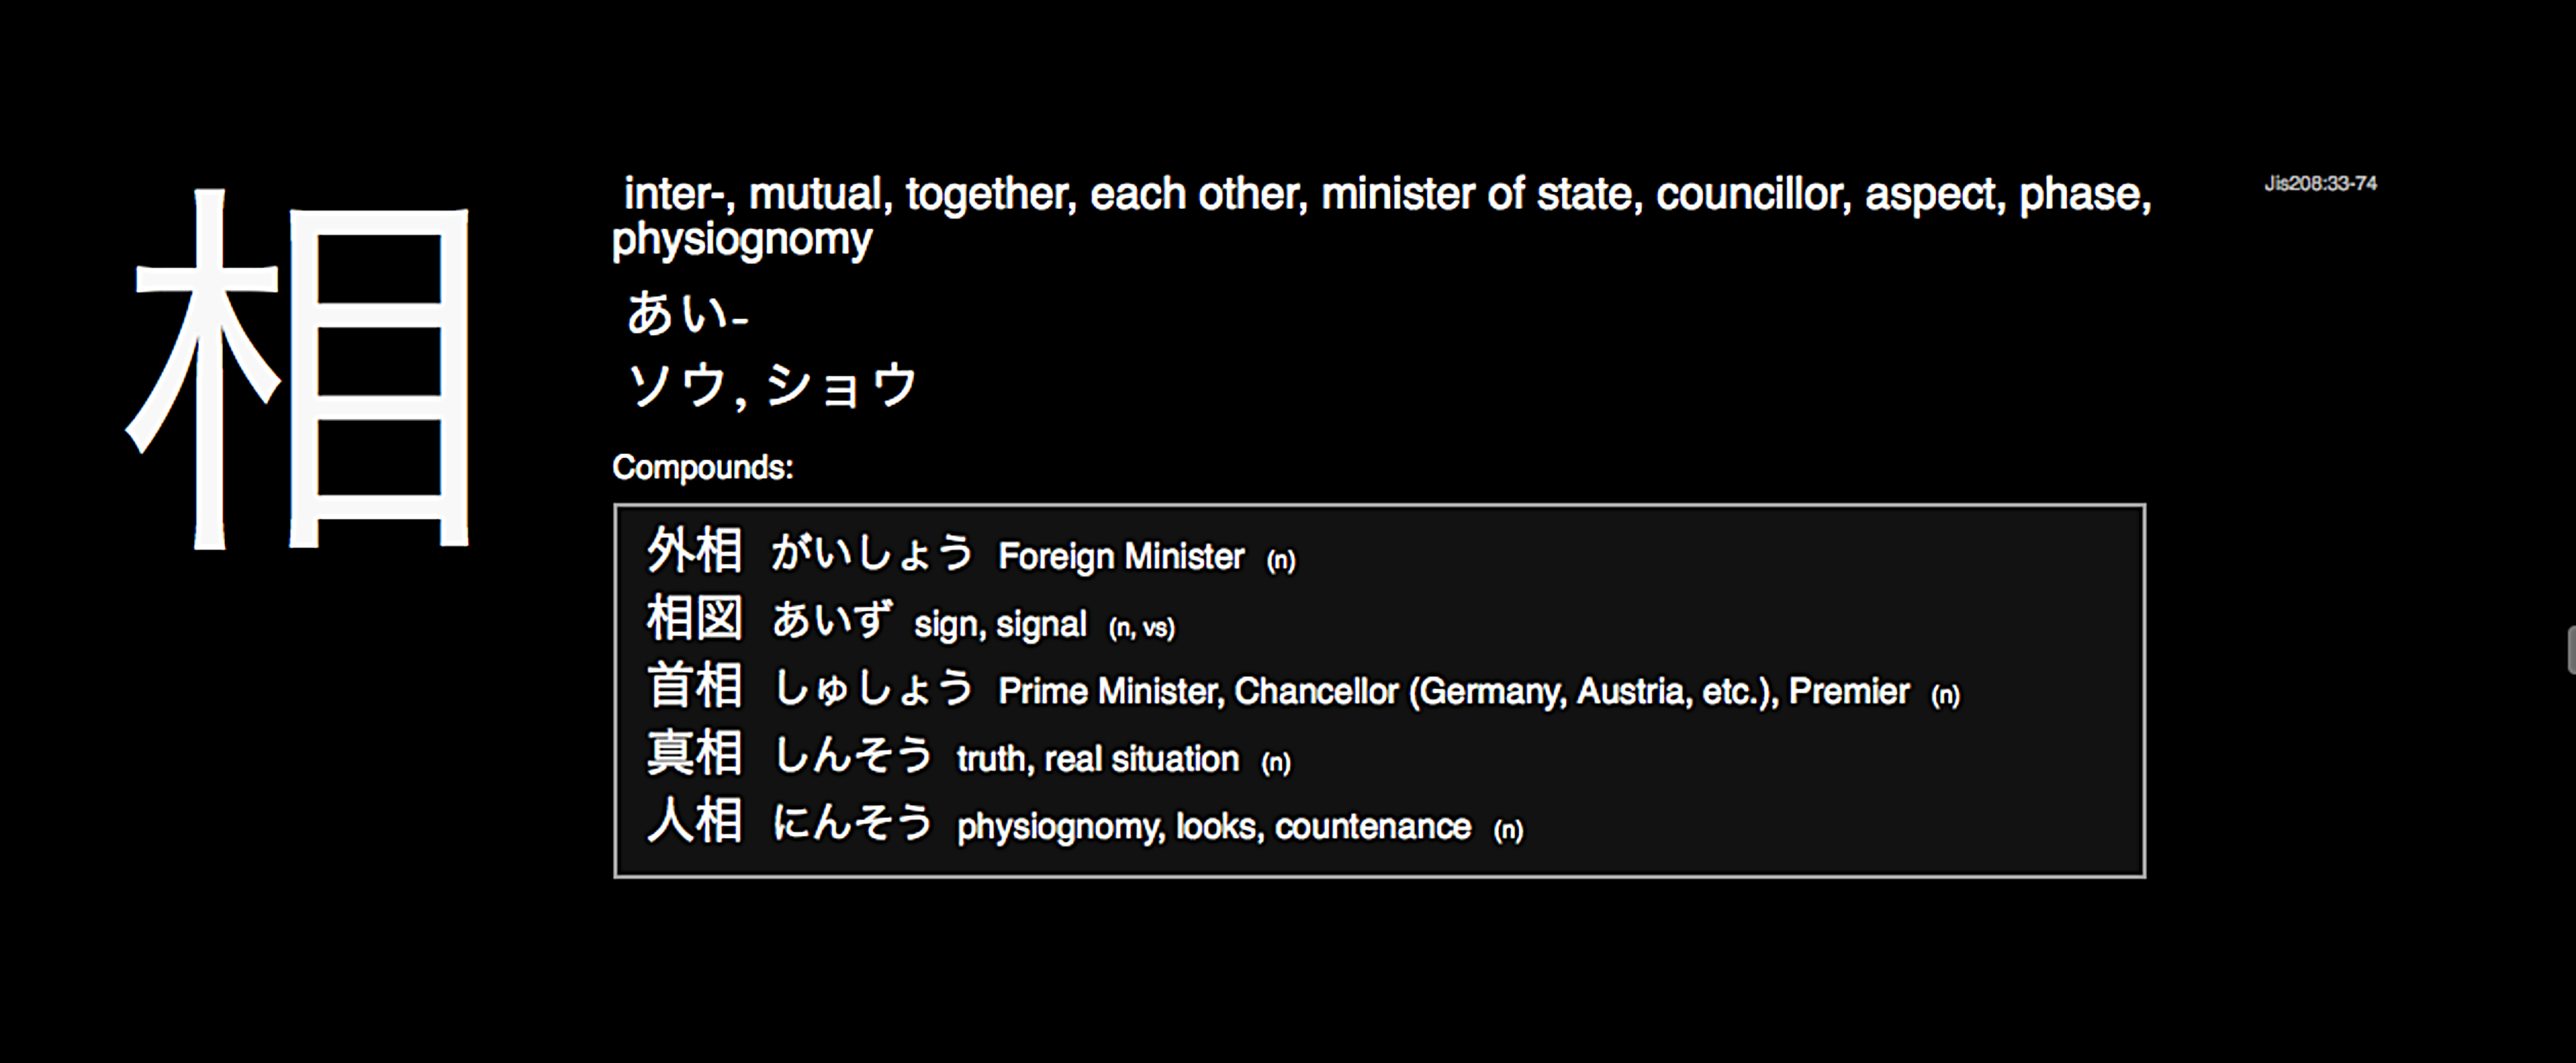 相
inter-, mutual, together, each other, minister of state, councillor, aspect, phase,
physiognomy
Jis208:33-74
あい-
ソウ, ショウ
Compounds:
外相 がいしょう Foreign Minister (n)
相図 あいず sign, signal (n, vs)
首相 しゅしょう Prime Minister, Chancellor (Germany, Austria, etc.), Premier (n)
真相 しんそう truth, real situation (n)
人相 にんそう physiognomy, looks, countenance (n)